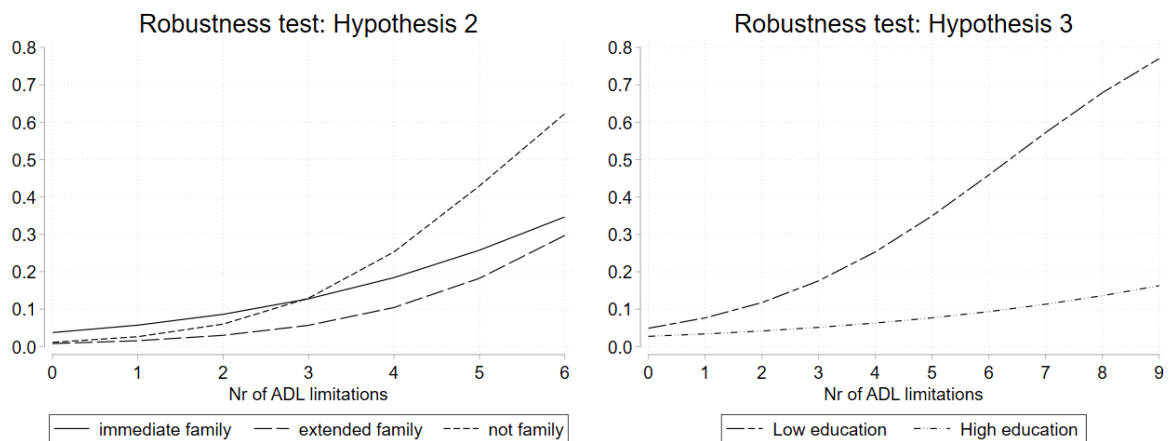 Robustness test: Hypothesis 2
0.8
0.7
0.6
0.5
0.4
0.3
0.2
0.1
0.0
0 1 2 3 4 5 6
Nr of ADL limitations
immediate family extended family not family
Robustness test: Hypothesis 3
0.8
0.7
0.6
0.5
0.4
0.3
0.2
0.1
0.0
0 1 2 3 4 5 6 7 8 9
Nr of ADL limitations
Low education High education